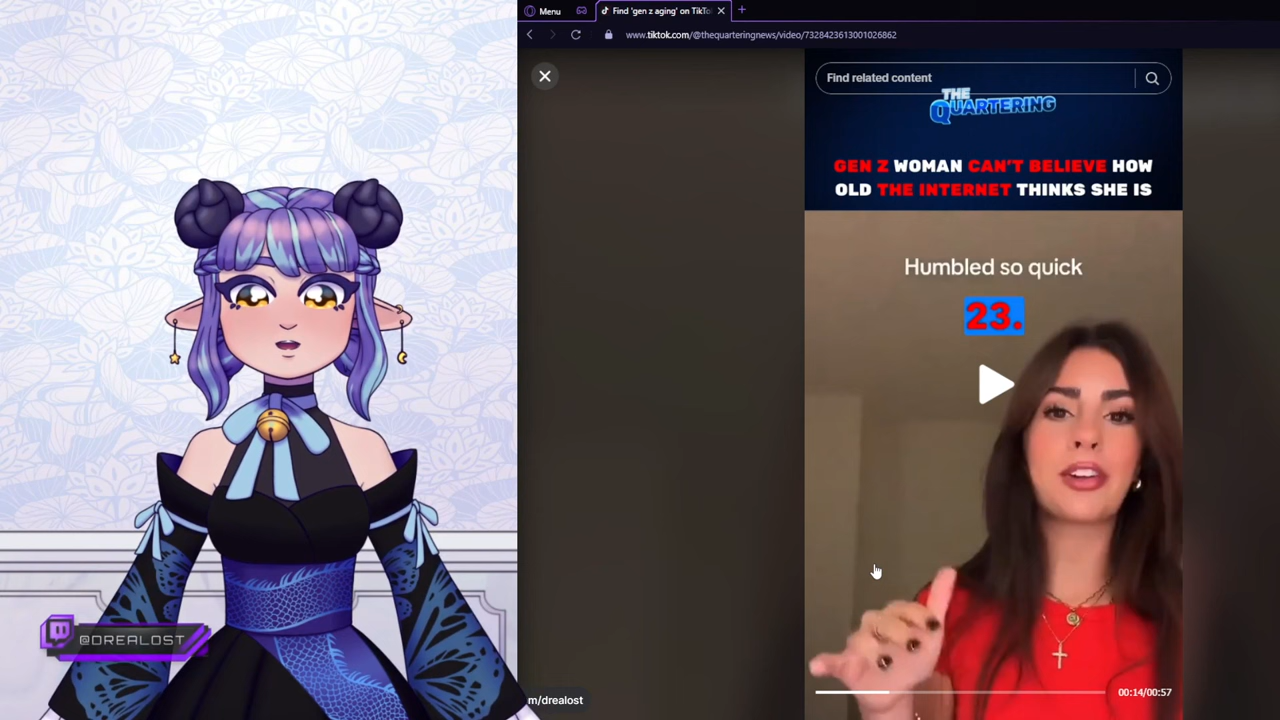 Menu
Find 'gen z aging' on TikTo
www.tiktok.com/@thequarteringnews/video/7328423613001026862
Find related content
THE
QUARTERING
GEN Z WOMAN CAN'T BELIEVE HOW
OLD THE INTERNET THINKS SHE IS
Humbled so quick
23.
@DREALOST
m/drealost
00:14/00:57